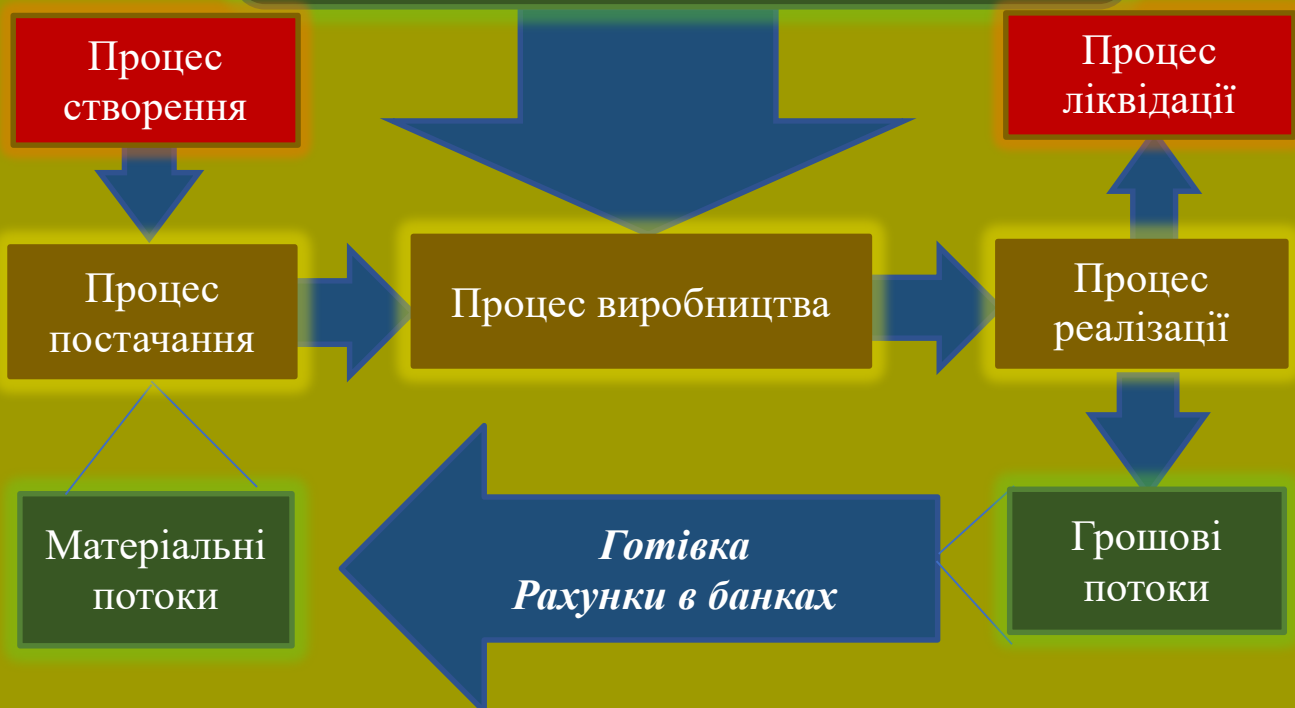 Процес
створення
Процес
ліквідації
Процес
постачання
Процес виробництва
Процес
реалізації
Матеріальні
потоки
Готівка
Рахунки в банках
Грошові
потоки